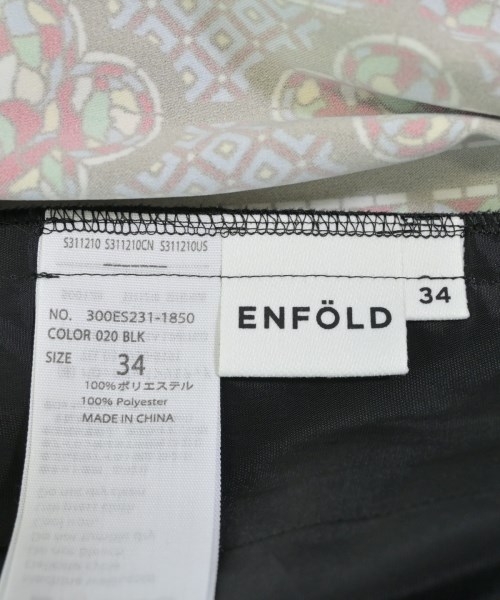 S311210 S311210CN S311210US
NO. 300ES231-1850
COLOR 020 BLK
SIZE 34
100%ポリエステル
100% Polyester
MADE IN CHINA
ENFÖLD
34